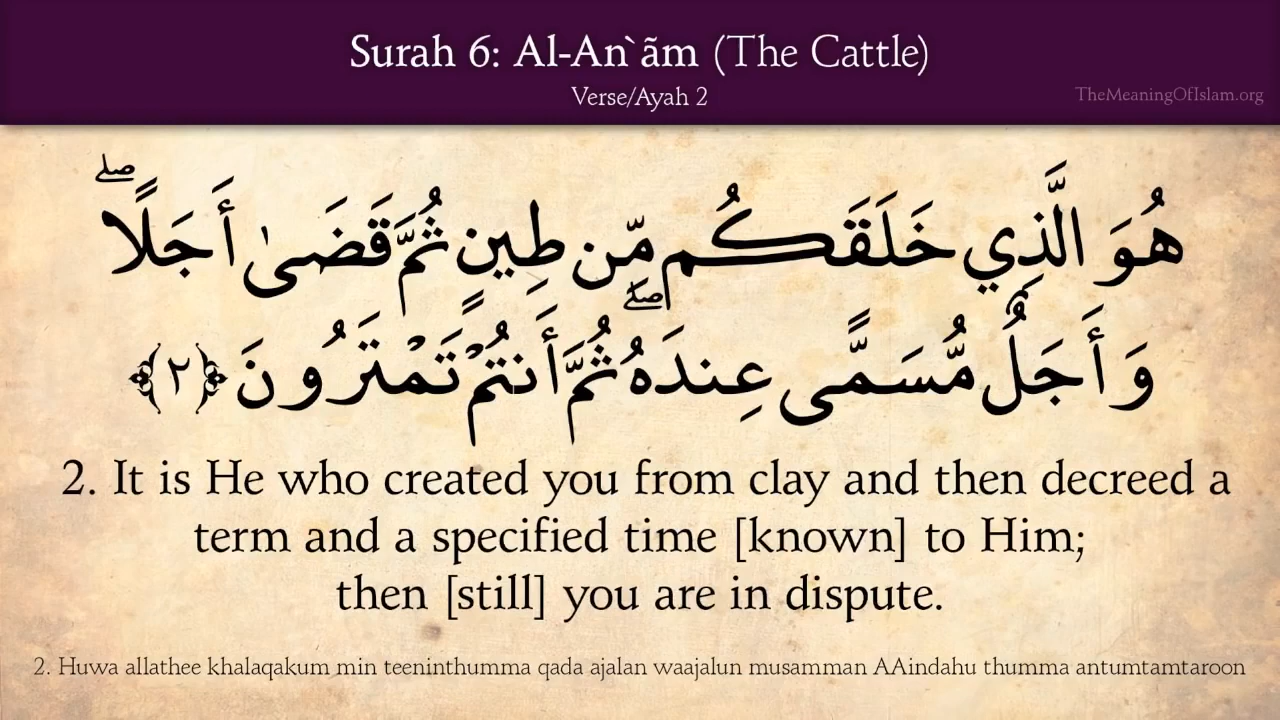 Surah 6: Al-An`ãm (The Cattle)
Verse/Ayah 2
TheMeaningOfIslam.org
هُوَ الَّذِي خَلَقَكُم مِّن طِينٍ ثُمَّ قَضَىٰ أَجَلًا ۖ
وَأَجَلٌ مُّسَمًّى عِندَهُ ۖ ثُمَّ أَنتُمْ تَمْتَرُونَ ﴿٢﴾
2. It is He who created you from clay and then decreed a
term and a specified time [known] to Him;
then [still] you are in dispute.
2. Huwa allathee khalaqakum min teeninthumma qada ajalan waajalun musamman AAindahu thumma antumtamtaroon